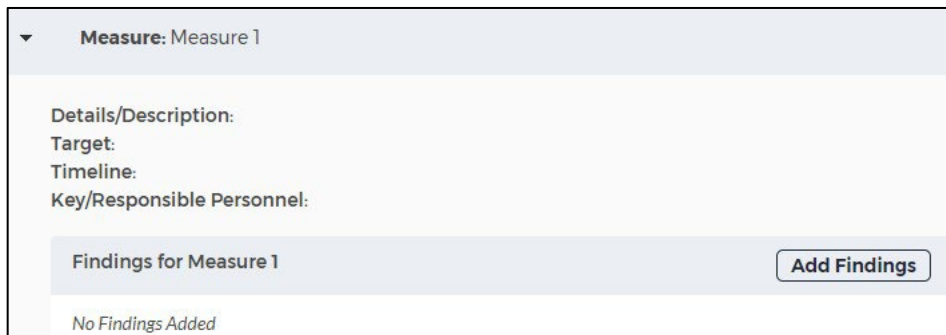 Measure: Measure 1
Details/Description:
Target:
Timeline:
Key/Responsible Personnel:
Findings for Measure 1 Add Findings
No Findings Added